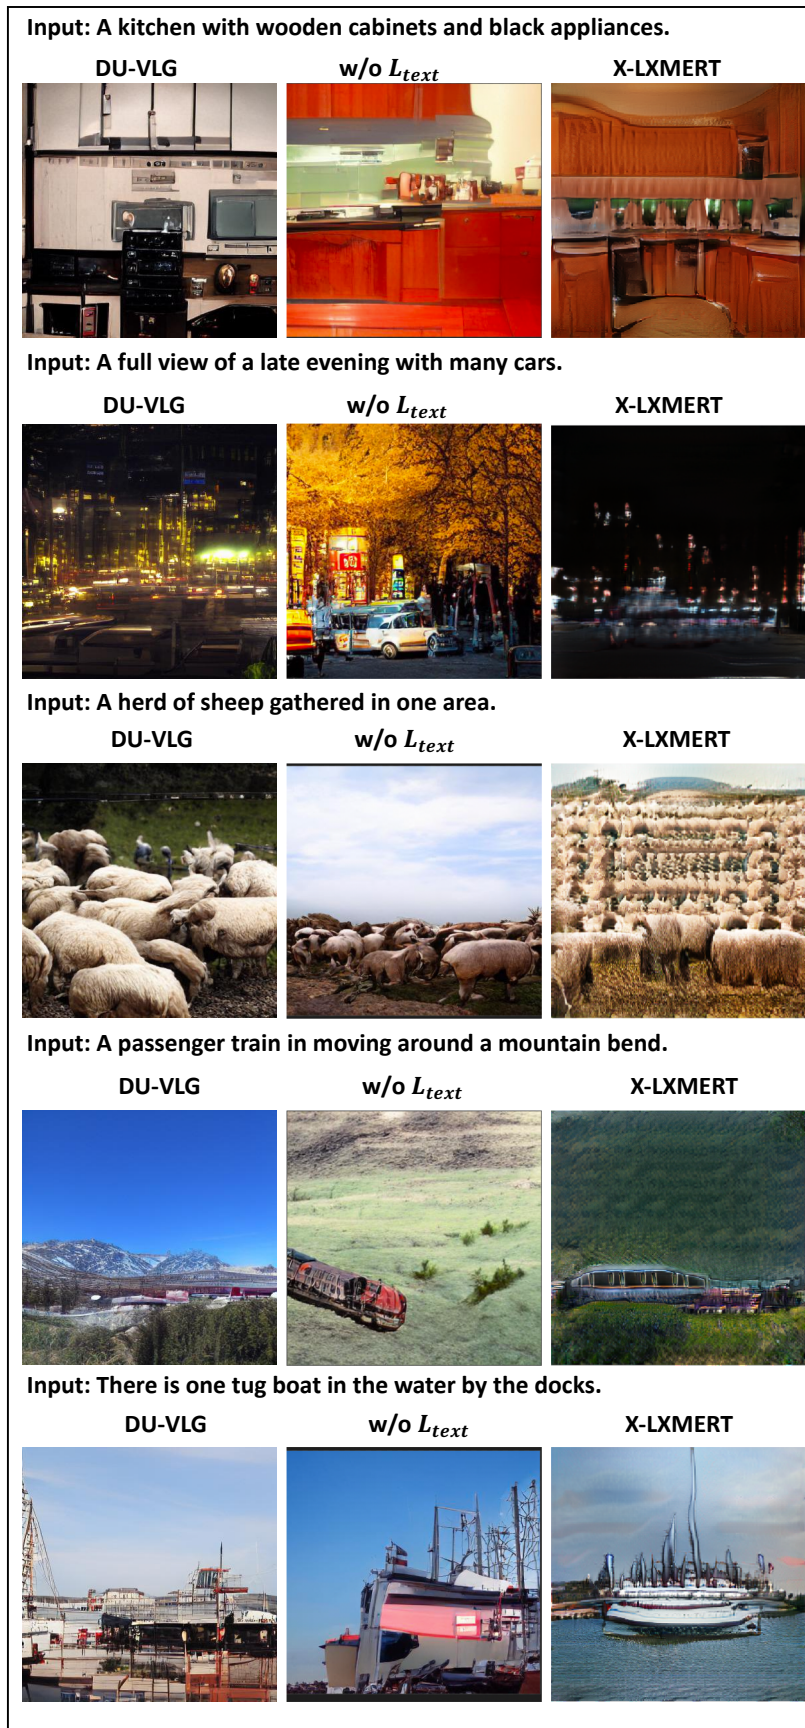 Input: A kitchen with wooden cabinets and black appliances.
DU-VLG w/o L_text X-LXMERT
Input: A full view of a late evening with many cars.
DU-VLG w/o L_text X-LXMERT
Input: A herd of sheep gathered in one area.
DU-VLG w/o L_text X-LXMERT
Input: A passenger train in moving around a mountain bend.
DU-VLG w/o L_text X-LXMERT
Input: There is one tug boat in the water by the docks.
DU-VLG w/o L_text X-LXMERT